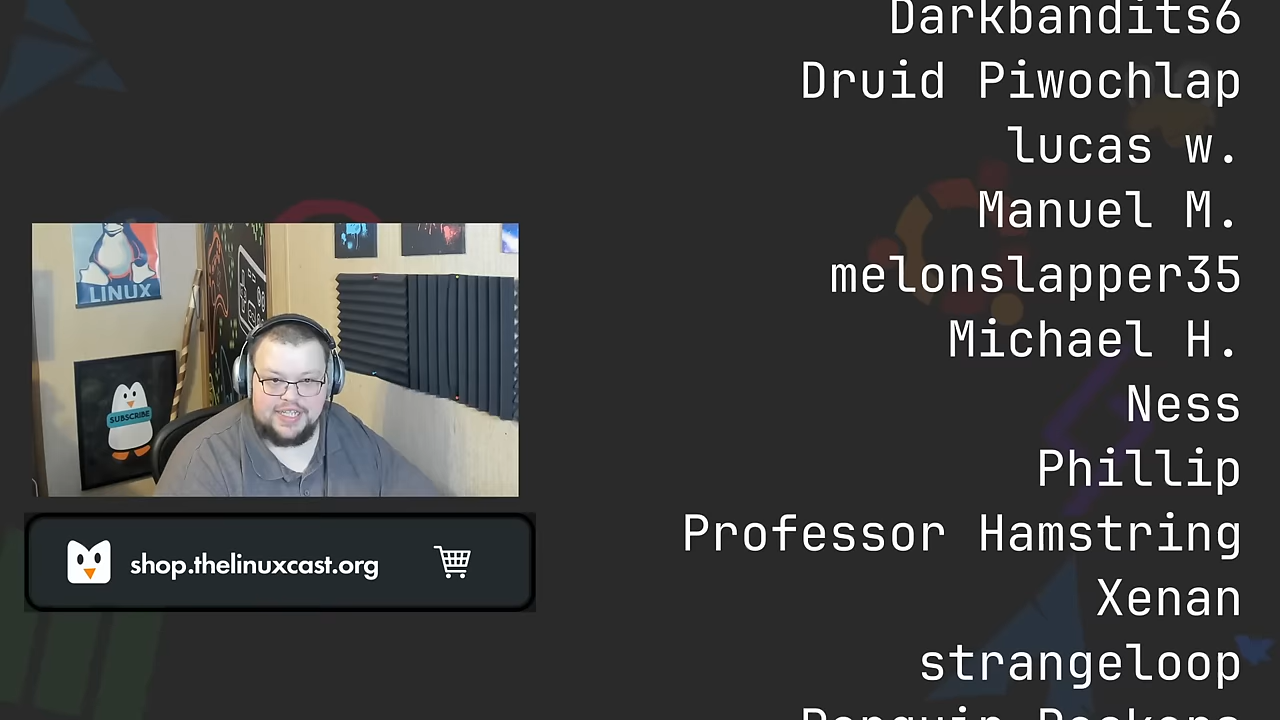 Darkbandits6
Druid Piwochlap
lucas w.
Manuel M.
melonslapper35
Michael H.
Ness
Phillip
Professor Hamstring
Xenan
strangeloop
LINUX
SUBSCRIBE
shop.thelinuxcast.org